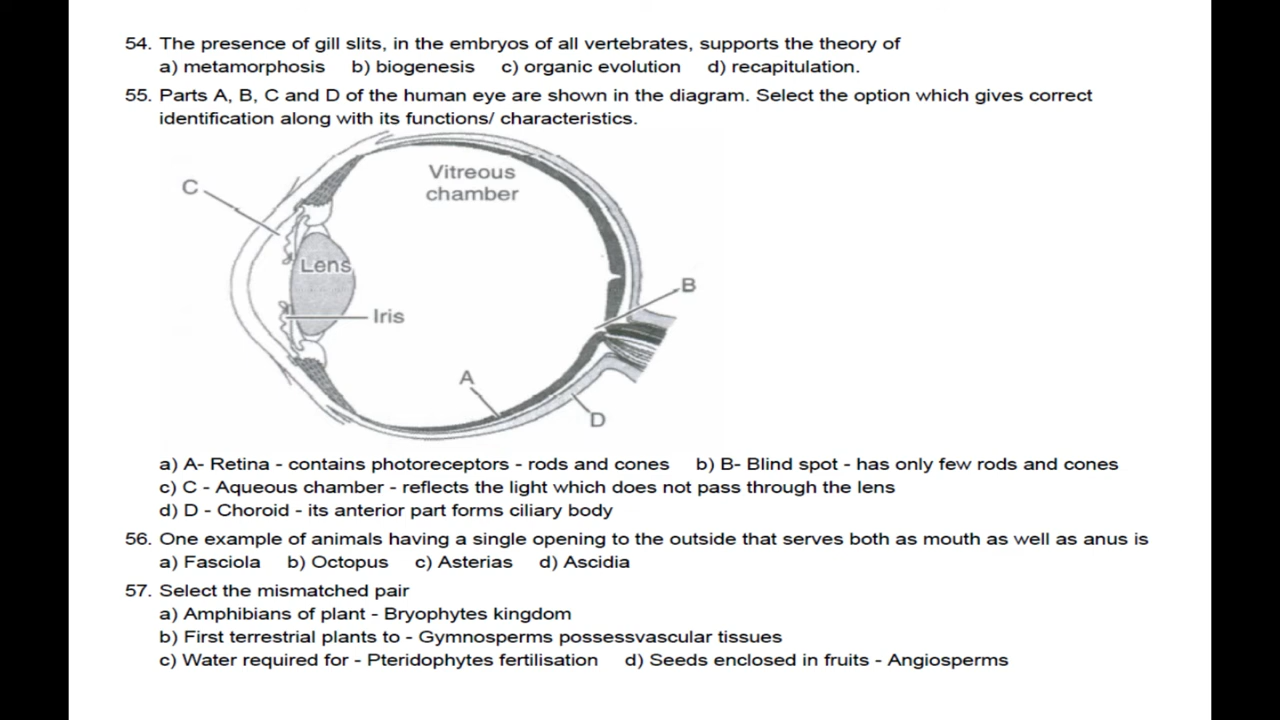 54. The presence of gill slits, in the embryos of all vertebrates, supports the theory of
a) metamorphosis b) biogenesis c) organic evolution d) recapitulation.
55. Parts A, B, C and D of the human eye are shown in the diagram. Select the option which gives correct
identification along with its functions/ characteristics.
Vitreous
chamber
C
Lens
B
Iris
A
D
a) A- Retina - contains photoreceptors - rods and cones b) B- Blind spot - has only few rods and cones
c) C - Aqueous chamber - reflects the light which does not pass through the lens
d) D - Choroid - its anterior part forms ciliary body
56. One example of animals having a single opening to the outside that serves both as mouth as well as anus is
a) Fasciola b) Octopus c) Asterias d) Ascidia
57. Select the mismatched pair
a) Amphibians of plant - Bryophytes kingdom
b) First terrestrial plants to - Gymnosperms possessvascular tissues
c) Water required for - Pteridophytes fertilisation d) Seeds enclosed in fruits - Angiosperms